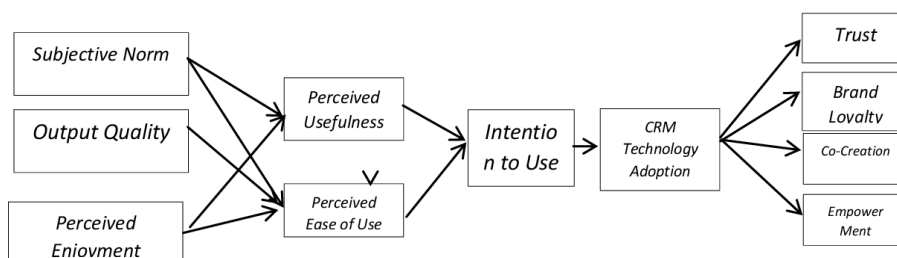 Subjective Norm
Output Quality
Perceived
Enjoyment
Perceived
Usefulness
Perceived
Ease of Use
Intentio
n to Use
CRM
Technology
Adoption
Trust
Brand
Loyalty
Co-Creation
Empower
Ment